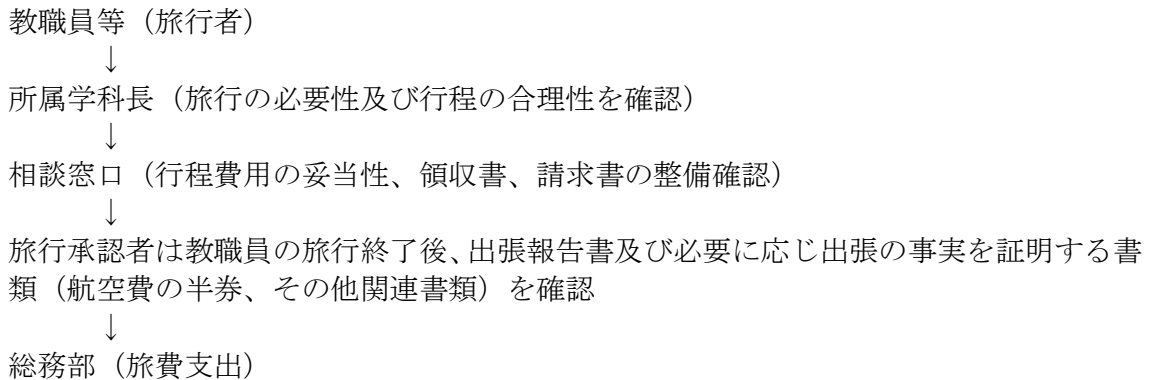 教職員等（旅行者）
↓
所属学科長（旅行の必要性及び行程の合理性を確認）
↓
相談窓口（行程費用の妥当性、領収書、請求書の整備確認）
↓
旅行承認者は教職員の旅行終了後、出張報告書及び必要に応じ出張の事実を証明する書
類（航空費の半券、その他関連書類）を確認
↓
総務部（旅費支出）